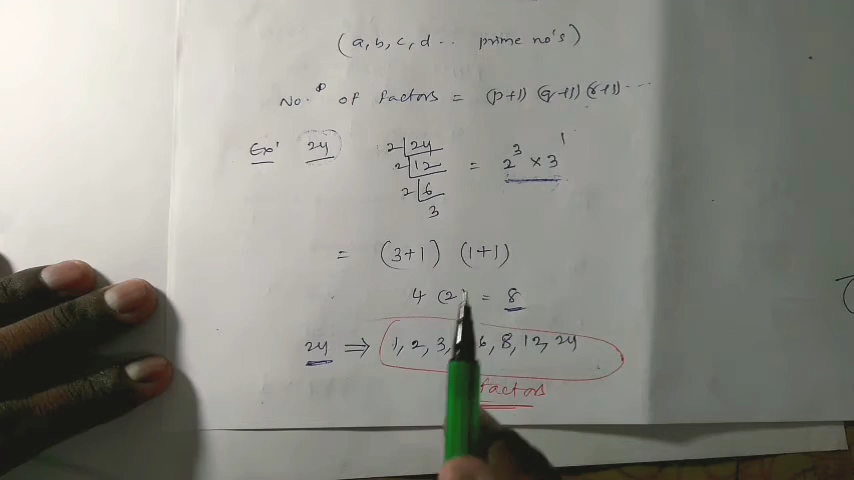 (a, b, c, d .. prime no's)
No. of factors = (p+1) (q+1) (r+1) ...
Ex' 24 2 | 24 = 2³ × 3¹
2 | 12
2 | 6
3
= (3+1) (1+1)
4 (2) = 8
24 ⇒ 1, 2, 3, 6, 8, 12, 24
factors